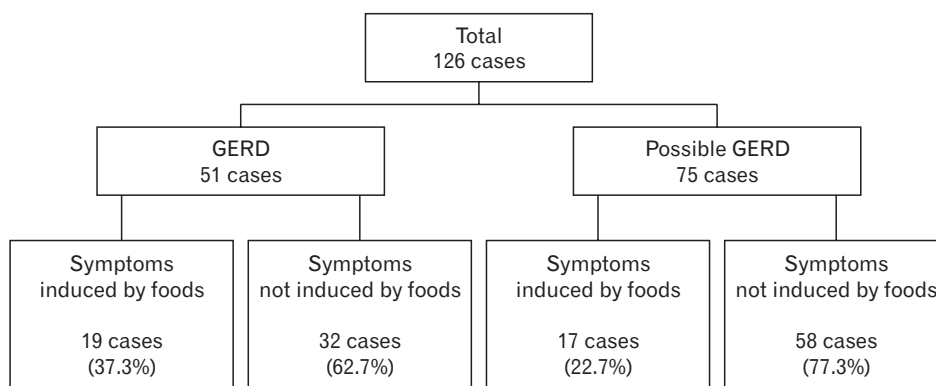 Total
126 cases
GERD
51 cases
Possible GERD
75 cases
Symptoms
induced by foods
19 cases
(37.3%)
Symptoms
not induced by foods
32 cases
(62.7%)
Symptoms
induced by foods
17 cases
(22.7%)
Symptoms
not induced by foods
58 cases
(77.3%)